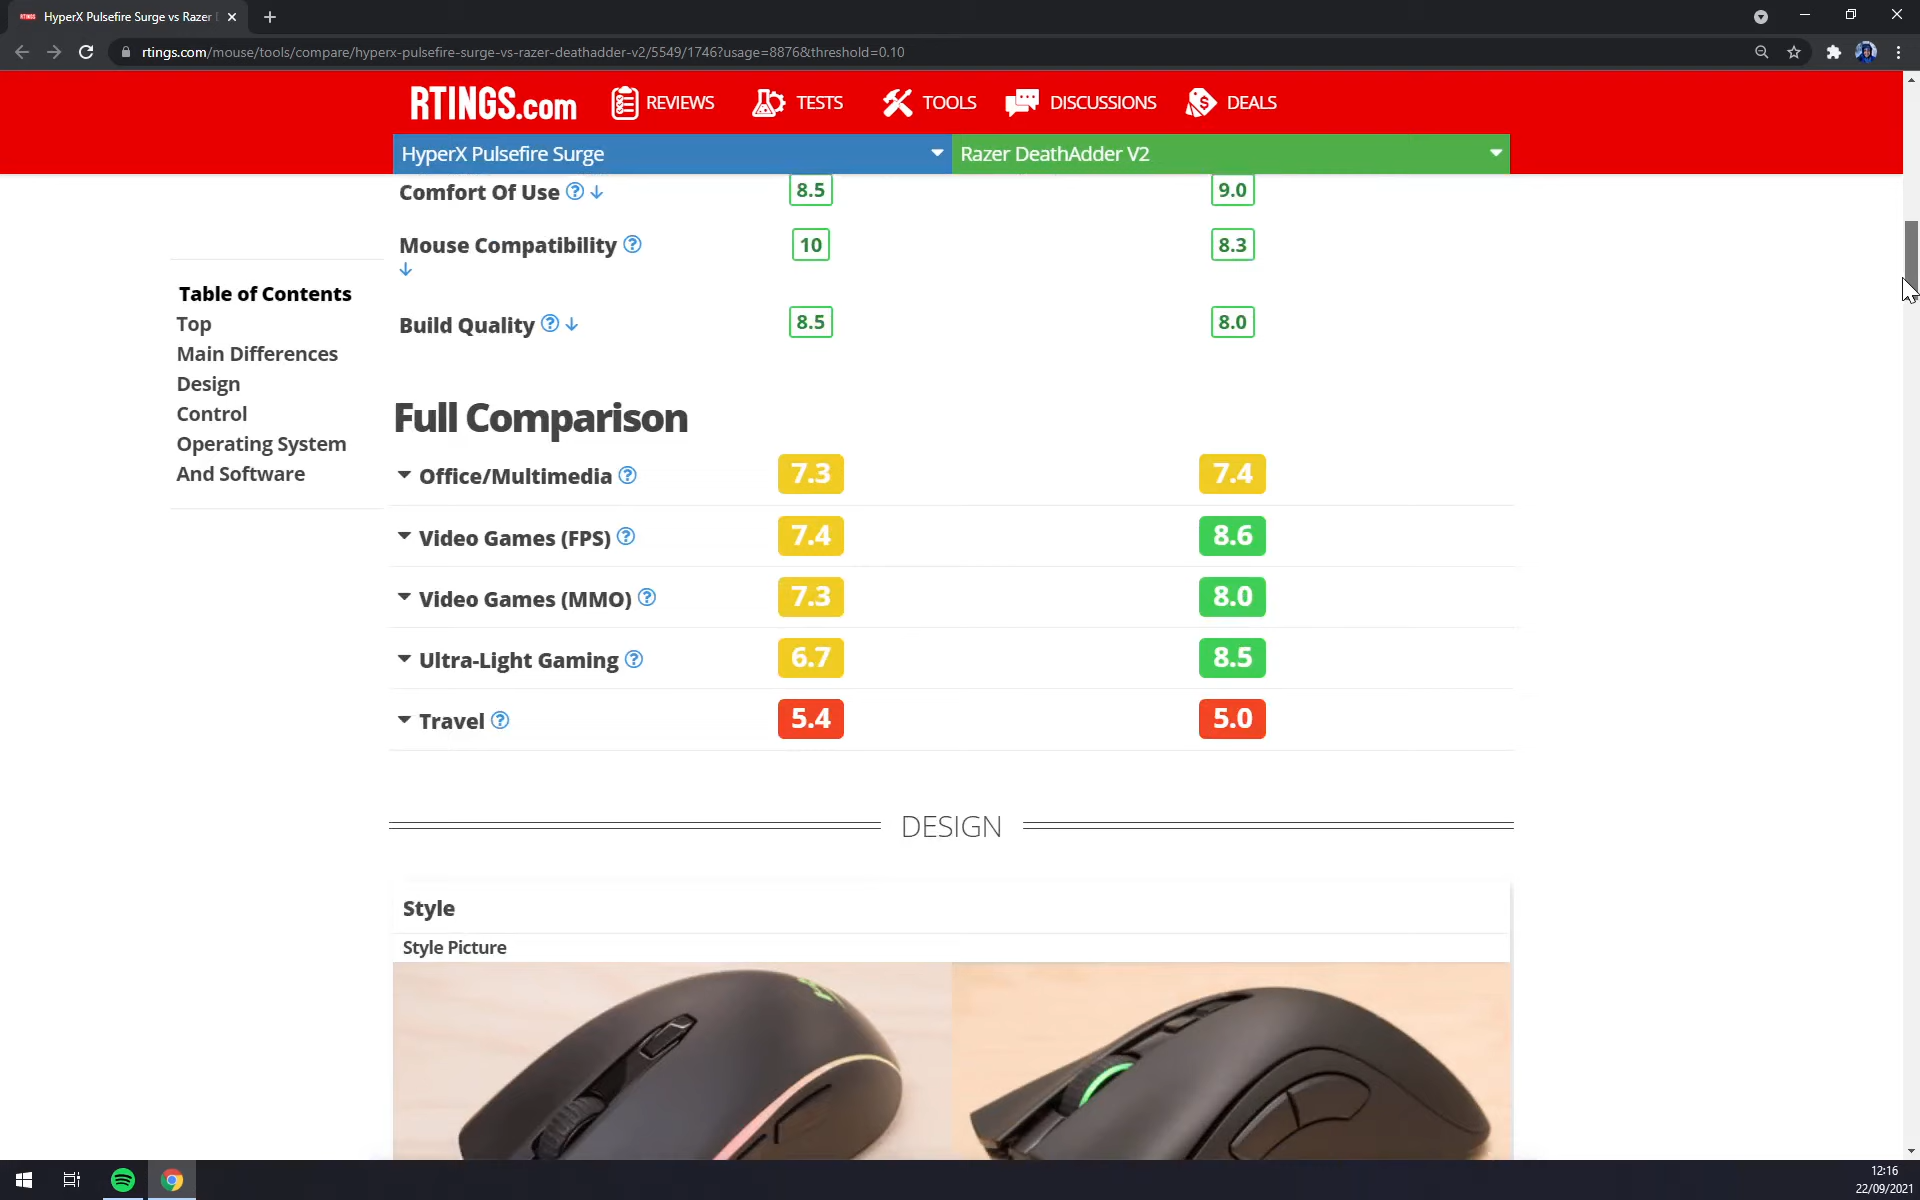 HyperX Pulsefire Surge vs Razer
rtings.com/mouse/tools/compare/hyperx-pulsefire-surge-vs-razer-deathadder-v2/5549/1746?usage=8876&threshold=0.10
RTINGS.com REVIEWS TESTS TOOLS DISCUSSIONS DEALS
HyperX Pulsefire Surge Razer DeathAdder V2
Comfort Of Use 8.5 9.0
Mouse Compatibility 10 8.3
Build Quality 8.5 8.0
Table of Contents
Top
Main Differences
Design
Control
Operating System
And Software
Full Comparison
Office/Multimedia 7.3 7.4
Video Games (FPS) 7.4 8.6
Video Games (MMO) 7.3 8.0
Ultra-Light Gaming 6.7 8.5
Travel 5.4 5.0
DESIGN
Style
Style Picture
12:16
22/09/2021